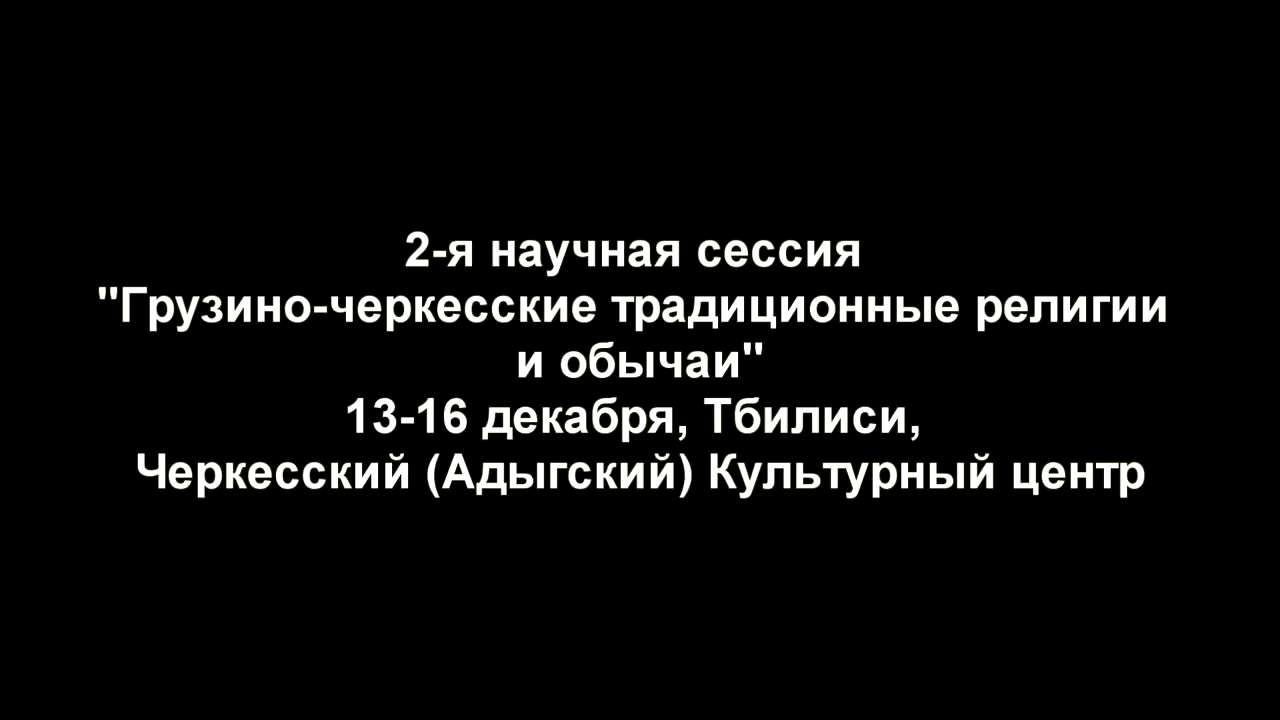 2-я научная сессия
"Грузино-черкесские традиционные религии
и обычаи"
13-16 декабря, Тбилиси,
Черкесский (Адыгский) Культурный центр